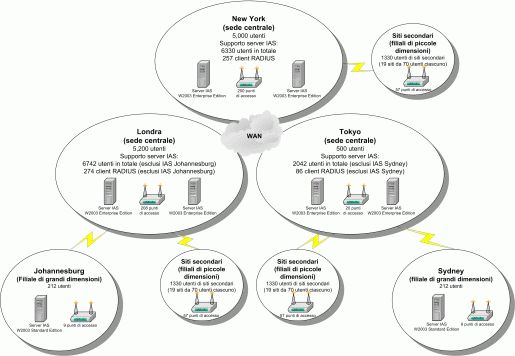 New York
(sede centrale)
5,000 utenti
Supporto server IAS:
6330 utenti in totale
257 client RADIUS
Server IAS
W2003 Enterprise Edition
200 punti
di accesso
Server IAS
W2003 Enterprise Edition
Siti secondari
(filiali di piccole
dimensioni)
1330 utenti di siti secondari
(19 siti da 70 utenti ciascuno)
57 punti di accesso
WAN
Londra
(sede centrale)
5,200 utenti
Supporto server IAS:
6742 utenti in totale (esclusi IAS Johannesburg)
274 client RADIUS (esclusi IAS Johannesburg)
Server IAS
W2003 Enterprise Edition
208 punti
di accesso
Server IAS
W2003 Enterprise Edition
Tokyo
(sede centrale)
500 utenti
Supporto server IAS:
2042 utenti in totale (esclusi IAS Sydney)
86 client RADIUS (esclusi IAS Sydney)
Server IAS
W2003 Enterprise Edition
20 punti
di accesso
Server IAS
W2003 Enterprise Edition
Johannesburg
(Filiale di grandi dimensioni)
212 utenti
Server IAS
W2003 Standard Edition
9 punti di accesso
Siti secondari
(filiali di piccole
dimensioni)
1330 utenti di siti secondari
(19 siti da 70 utenti ciascuno)
57 punti di accesso
Siti secondari
(filiali di piccole
dimensioni)
1330 utenti di siti secondari
(19 siti da 70 utenti ciascuno)
57 punti di accesso
Sydney
(filiale di grandi dimensioni)
212 utenti
Server IAS
W2003 Standard Edition
9 punti di accesso